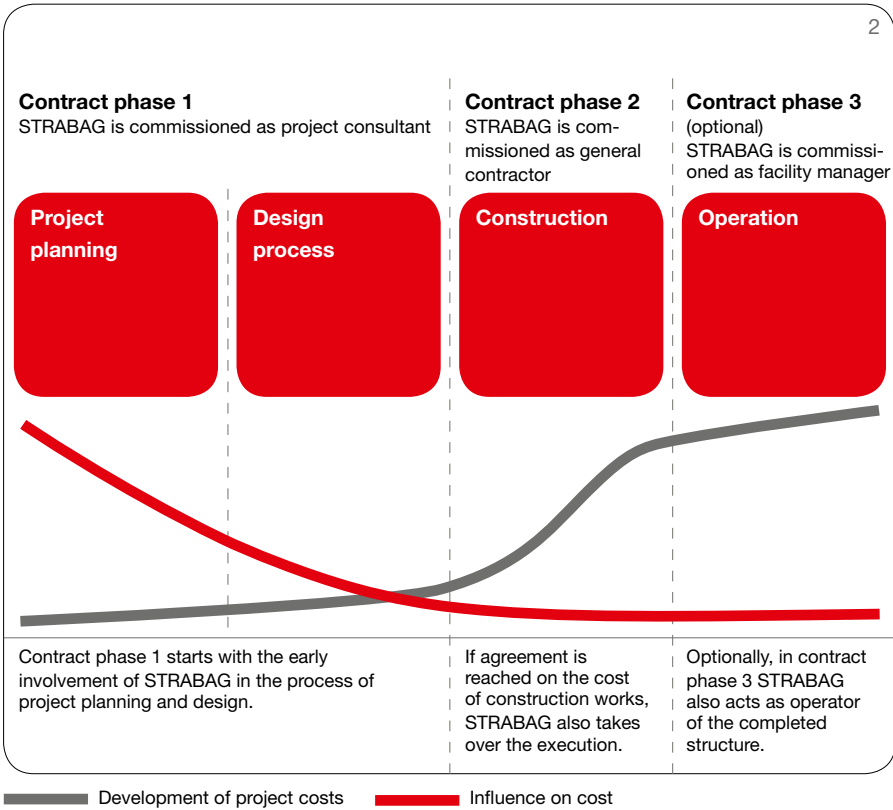 2
Contract phase 1
STRABAG is commissioned as project consultant
Contract phase 2
STRABAG is com-
missioned as general
contractor
Contract phase 3
(optional)
STRABAG is commissi-
oned as facility manager
Project
planning
Design
process
Construction
Operation
Contract phase 1 starts with the early
involvement of STRABAG in the process of
project planning and design.
If agreement is
reached on the cost
of construction works,
STRABAG also takes
over the execution.
Optionally, in contract
phase 3 STRABAG
also acts as operator
of the completed
structure.
Development of project costs
Influence on cost